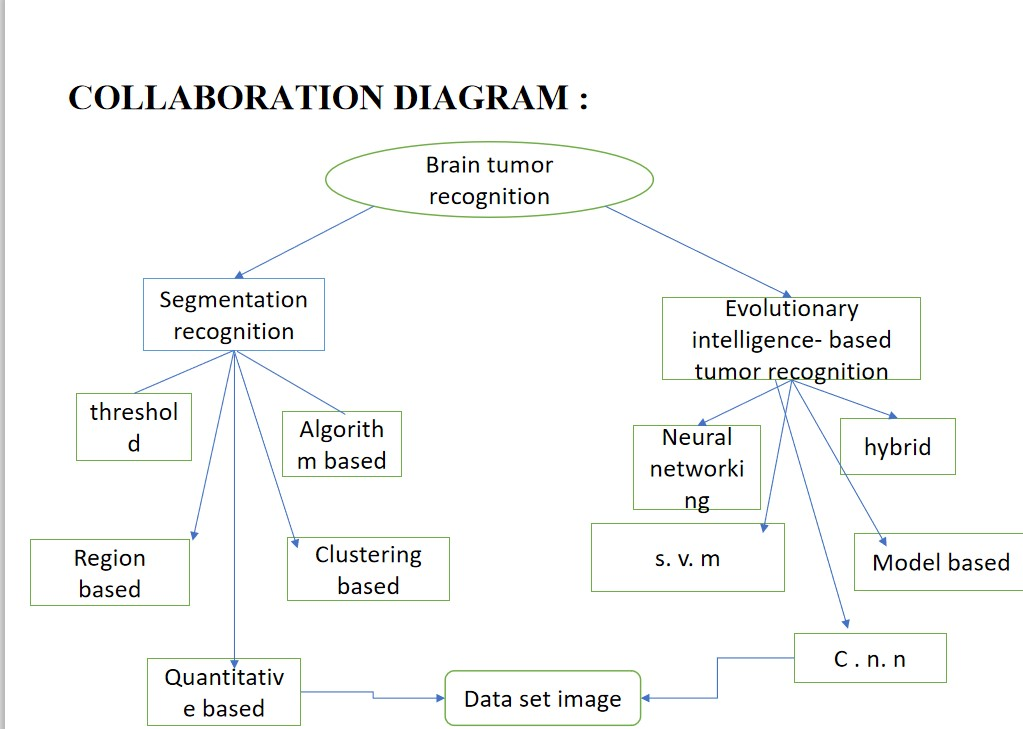 COLLABORATION DIAGRAM :
Brain tumor
recognition
Segmentation
recognition
Evolutionary
intelligence- based
tumor recognition
threshol
d
Algorith
m based
Neural
networki
ng
hybrid
Region
based
Clustering
based
s. v. m
Model based
Quantitativ
e based
Data set image
C . n. n